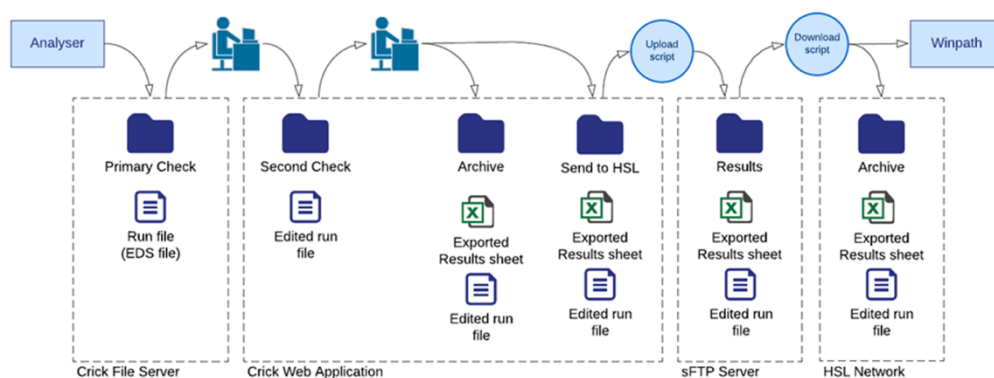 Analyser
Upload
script
Download
script
Winpath
Primary Check
Second Check
Archive
Send to HSL
Results
Archive
Run file
(EDS file)
Edited run
file
Exported
Results sheet
Exported
Results sheet
Exported
Results sheet
Exported
Results sheet
Edited run
file
Edited run
file
Edited run
file
Edited run
file
Crick File Server
Crick Web Application
sFTP Server
HSL Network